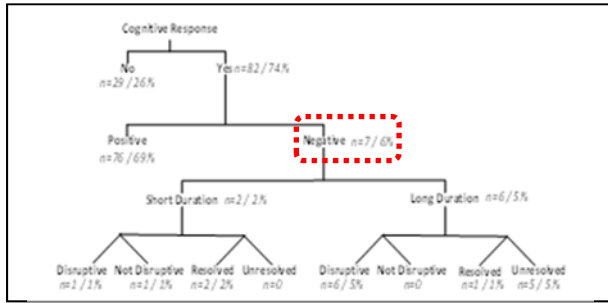 Cognitive Response
No
n=29 / 26%
Yes n=82 / 74%
Positive
n=76 / 69%
Negative n=7 / 6%
Short Duration n=2 / 2%
Long Duration n=6 / 5%
Disruptive
n=1 / 1%
Not Disruptive
n=1 / 1%
Resolved
n=2 / 2%
Unresolved
n=0
Disruptive
n=6 / 5%
Not Disruptive
n=0
Resolved
n=1 / 1%
Unresolved
n=5 / 5%